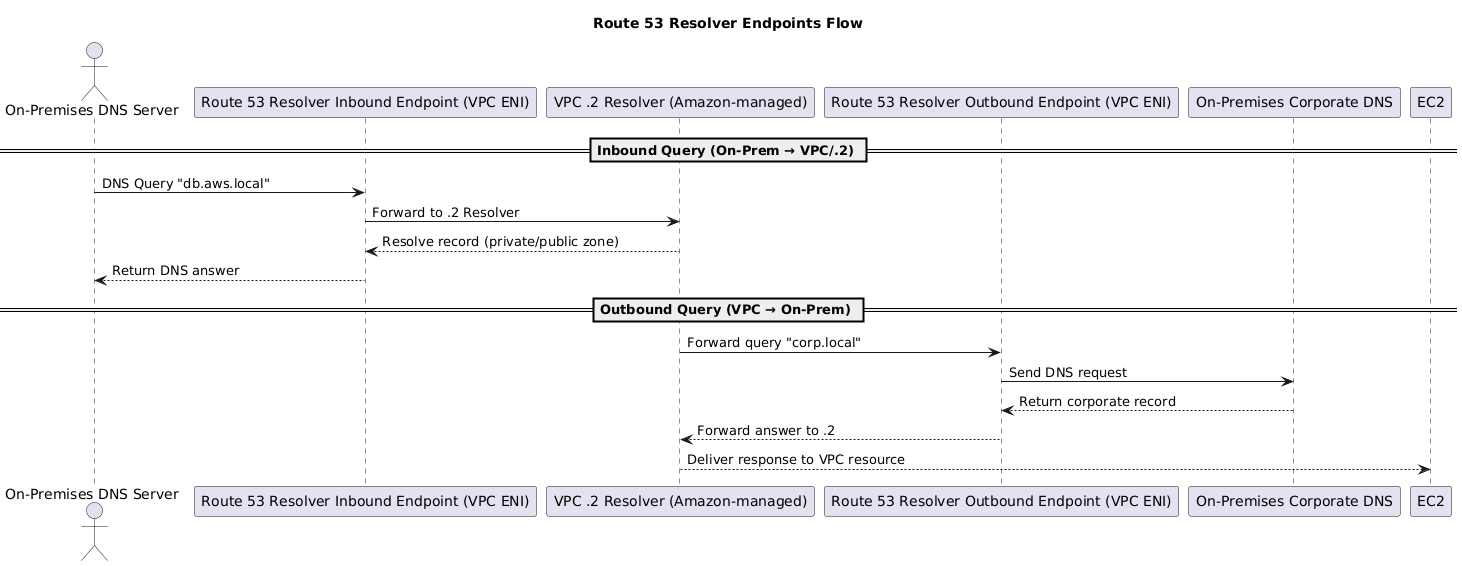 Route 53 Resolver Endpoints Flow
On-Premises DNS Server
Route 53 Resolver Inbound Endpoint (VPC ENI)
VPC .2 Resolver (Amazon-managed)
Route 53 Resolver Outbound Endpoint (VPC ENI)
On-Premises Corporate DNS
EC2
Inbound Query (On-Prem → VPC/.2)
DNS Query "db.aws.local"
Forward to .2 Resolver
Resolve record (private/public zone)
Return DNS answer
Outbound Query (VPC → On-Prem)
Forward query "corp.local"
Send DNS request
Return corporate record
Forward answer to .2
Deliver response to VPC resource
On-Premises DNS Server
Route 53 Resolver Inbound Endpoint (VPC ENI)
VPC .2 Resolver (Amazon-managed)
Route 53 Resolver Outbound Endpoint (VPC ENI)
On-Premises Corporate DNS
EC2